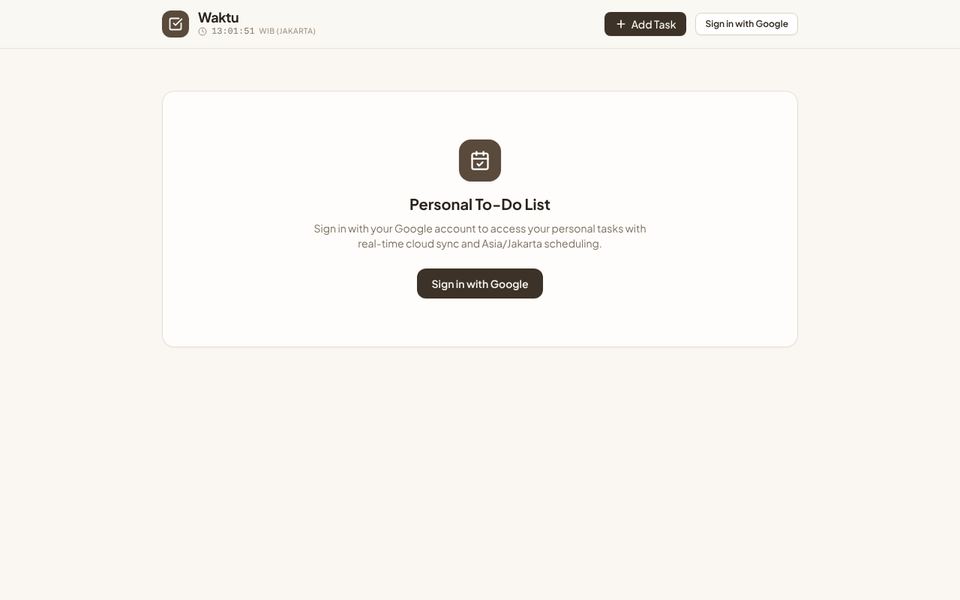 Waktu
13:01:51 WIB (JAKARTA)
Add Task
Sign in with Google
Personal To-Do List
Sign in with your Google account to access your personal tasks with
real-time cloud sync and Asia/Jakarta scheduling.
Sign in with Google